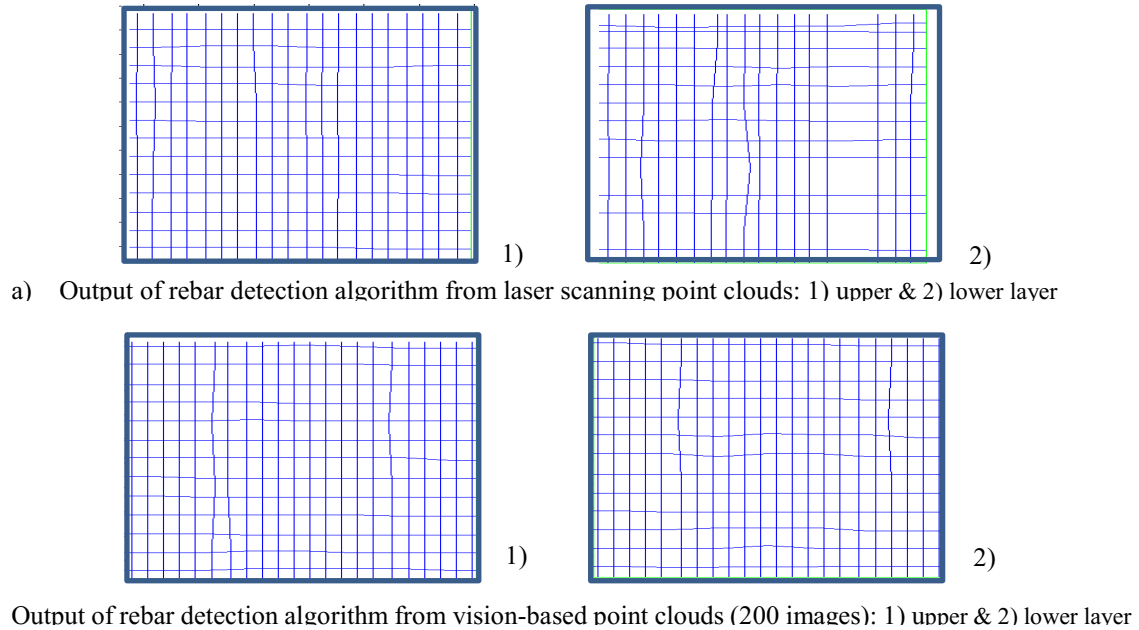 1)
2)
a) Output of rebar detection algorithm from laser scanning point clouds: 1) upper & 2) lower layer
1)
2)
Output of rebar detection algorithm from vision-based point clouds (200 images): 1) upper & 2) lower layer